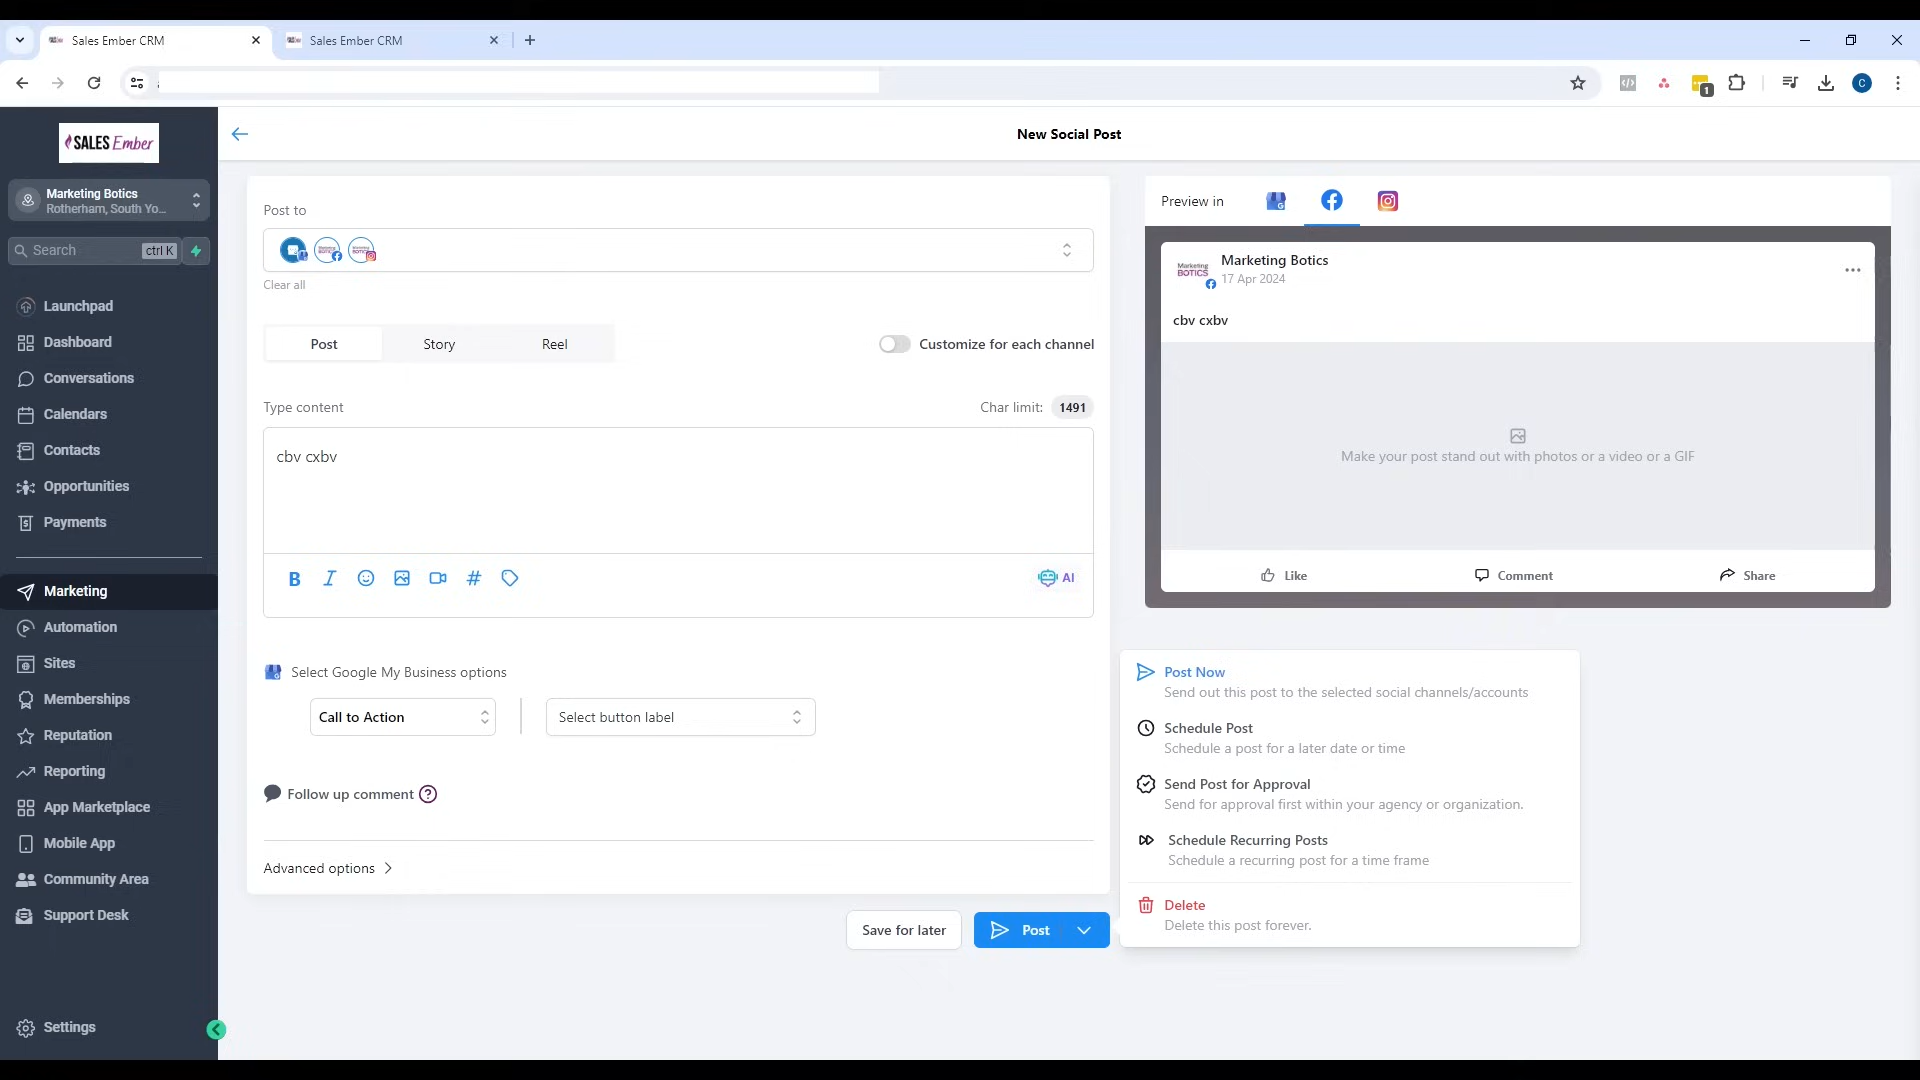 Sales Ember CRM
Sales Ember CRM
1
C
SALES Ember
Marketing Botics
Rotherham, South Yo...
Search
ctrl K
Launchpad
Dashboard
Conversations
Calendars
Contacts
Opportunities
Payments
Marketing
Automation
Sites
Memberships
Reputation
Reporting
App Marketplace
Mobile App
Community Area
Support Desk
Settings
New Social Post
Post to
Clear all
Post
Story
Reel
Customize for each channel
Type content
Char limit: 1491
cbv cxbv
B I # AI
Select Google My Business options
Call to Action
Select button label
Follow up comment ?
Advanced options
Save for later
Post
Preview in
Marketing BOTICS
Marketing Botics
17 Apr 2024
cbv cxbv
Make your post stand out with photos or a video or a GIF
Like
Comment
Share
Post Now
Send out this post to the selected social channels/accounts
Schedule Post
Schedule a post for a later date or time
Send Post for Approval
Send for approval first within your agency or organization.
Schedule Recurring Posts
Schedule a recurring post for a time frame
Delete
Delete this post forever.